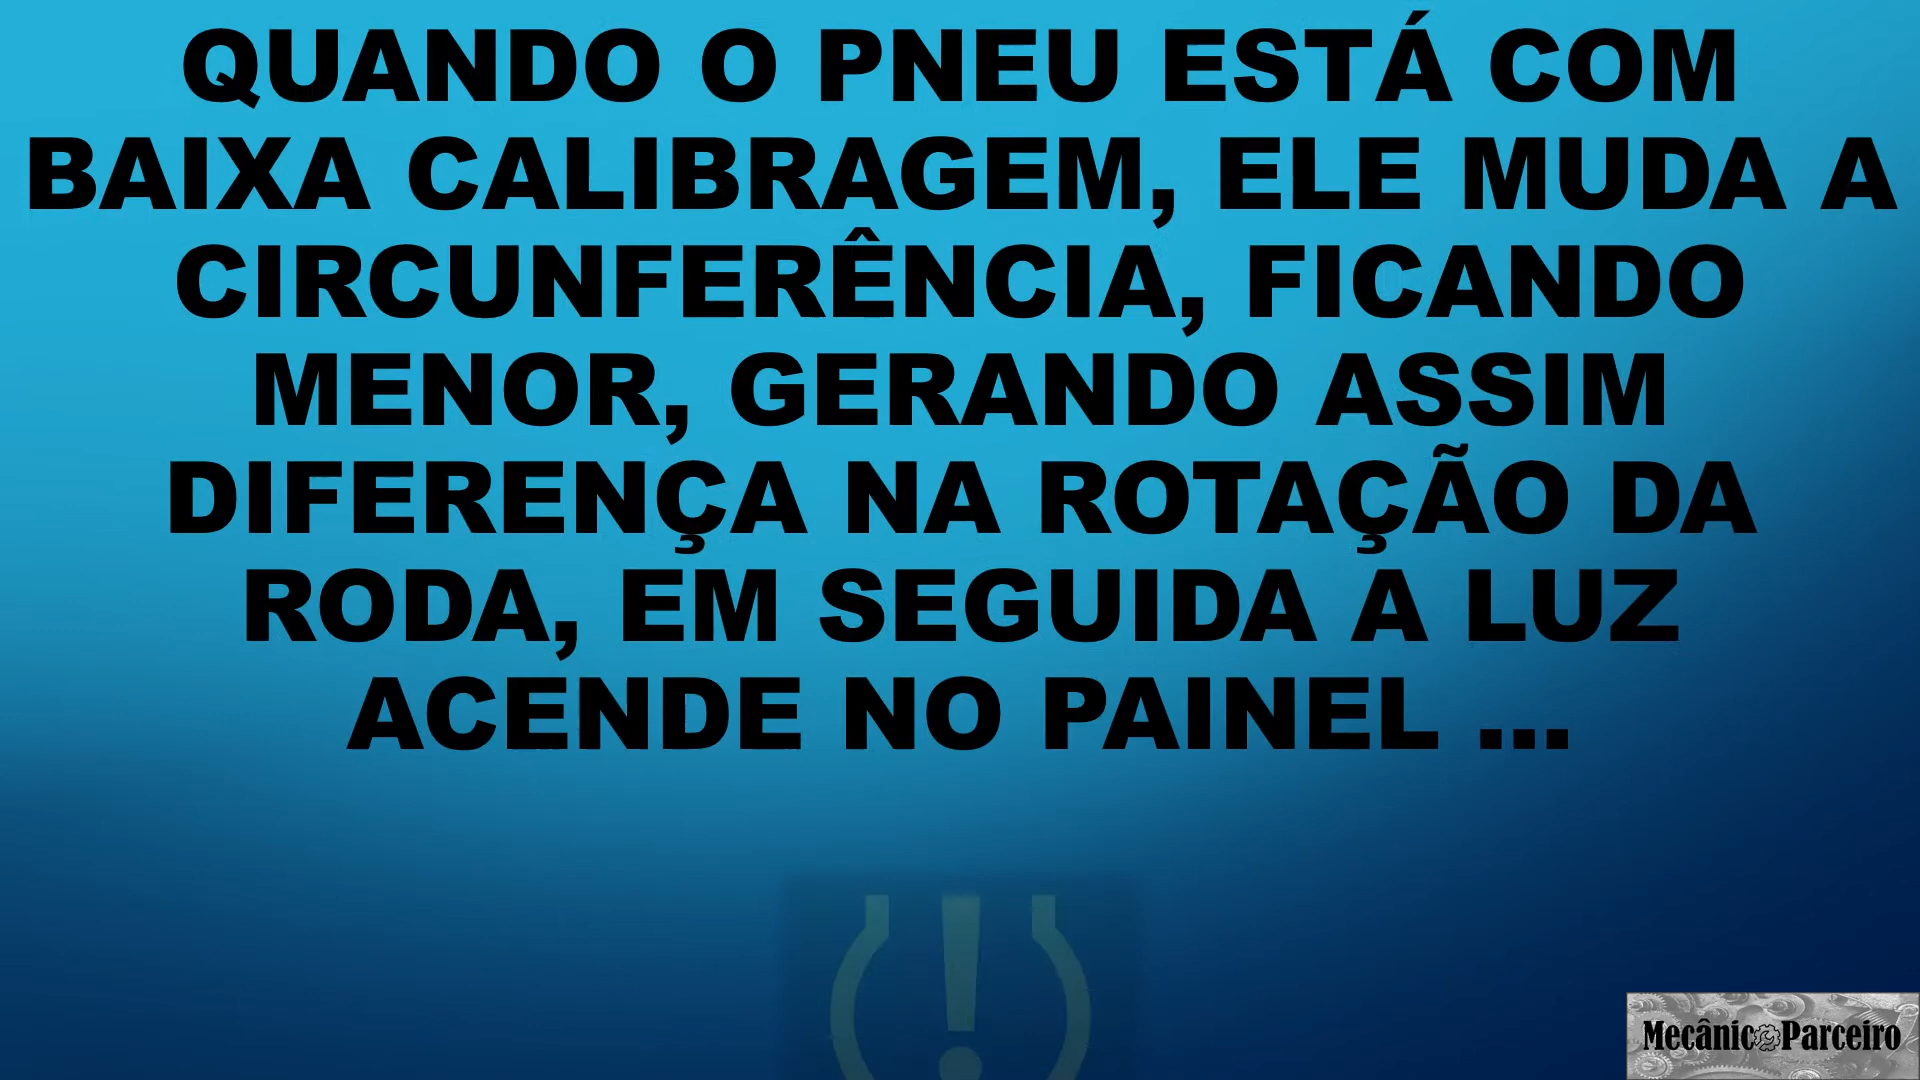 QUANDO O PNEU ESTÁ COM
BAIXA CALIBRAGEM, ELE MUDA A
CIRCUNFERÊNCIA, FICANDO
MENOR, GERANDO ASSIM
DIFERENÇA NA ROTAÇÃO DA
RODA, EM SEGUIDA A LUZ
ACENDE NO PAINEL ...
Mecânico Parceiro